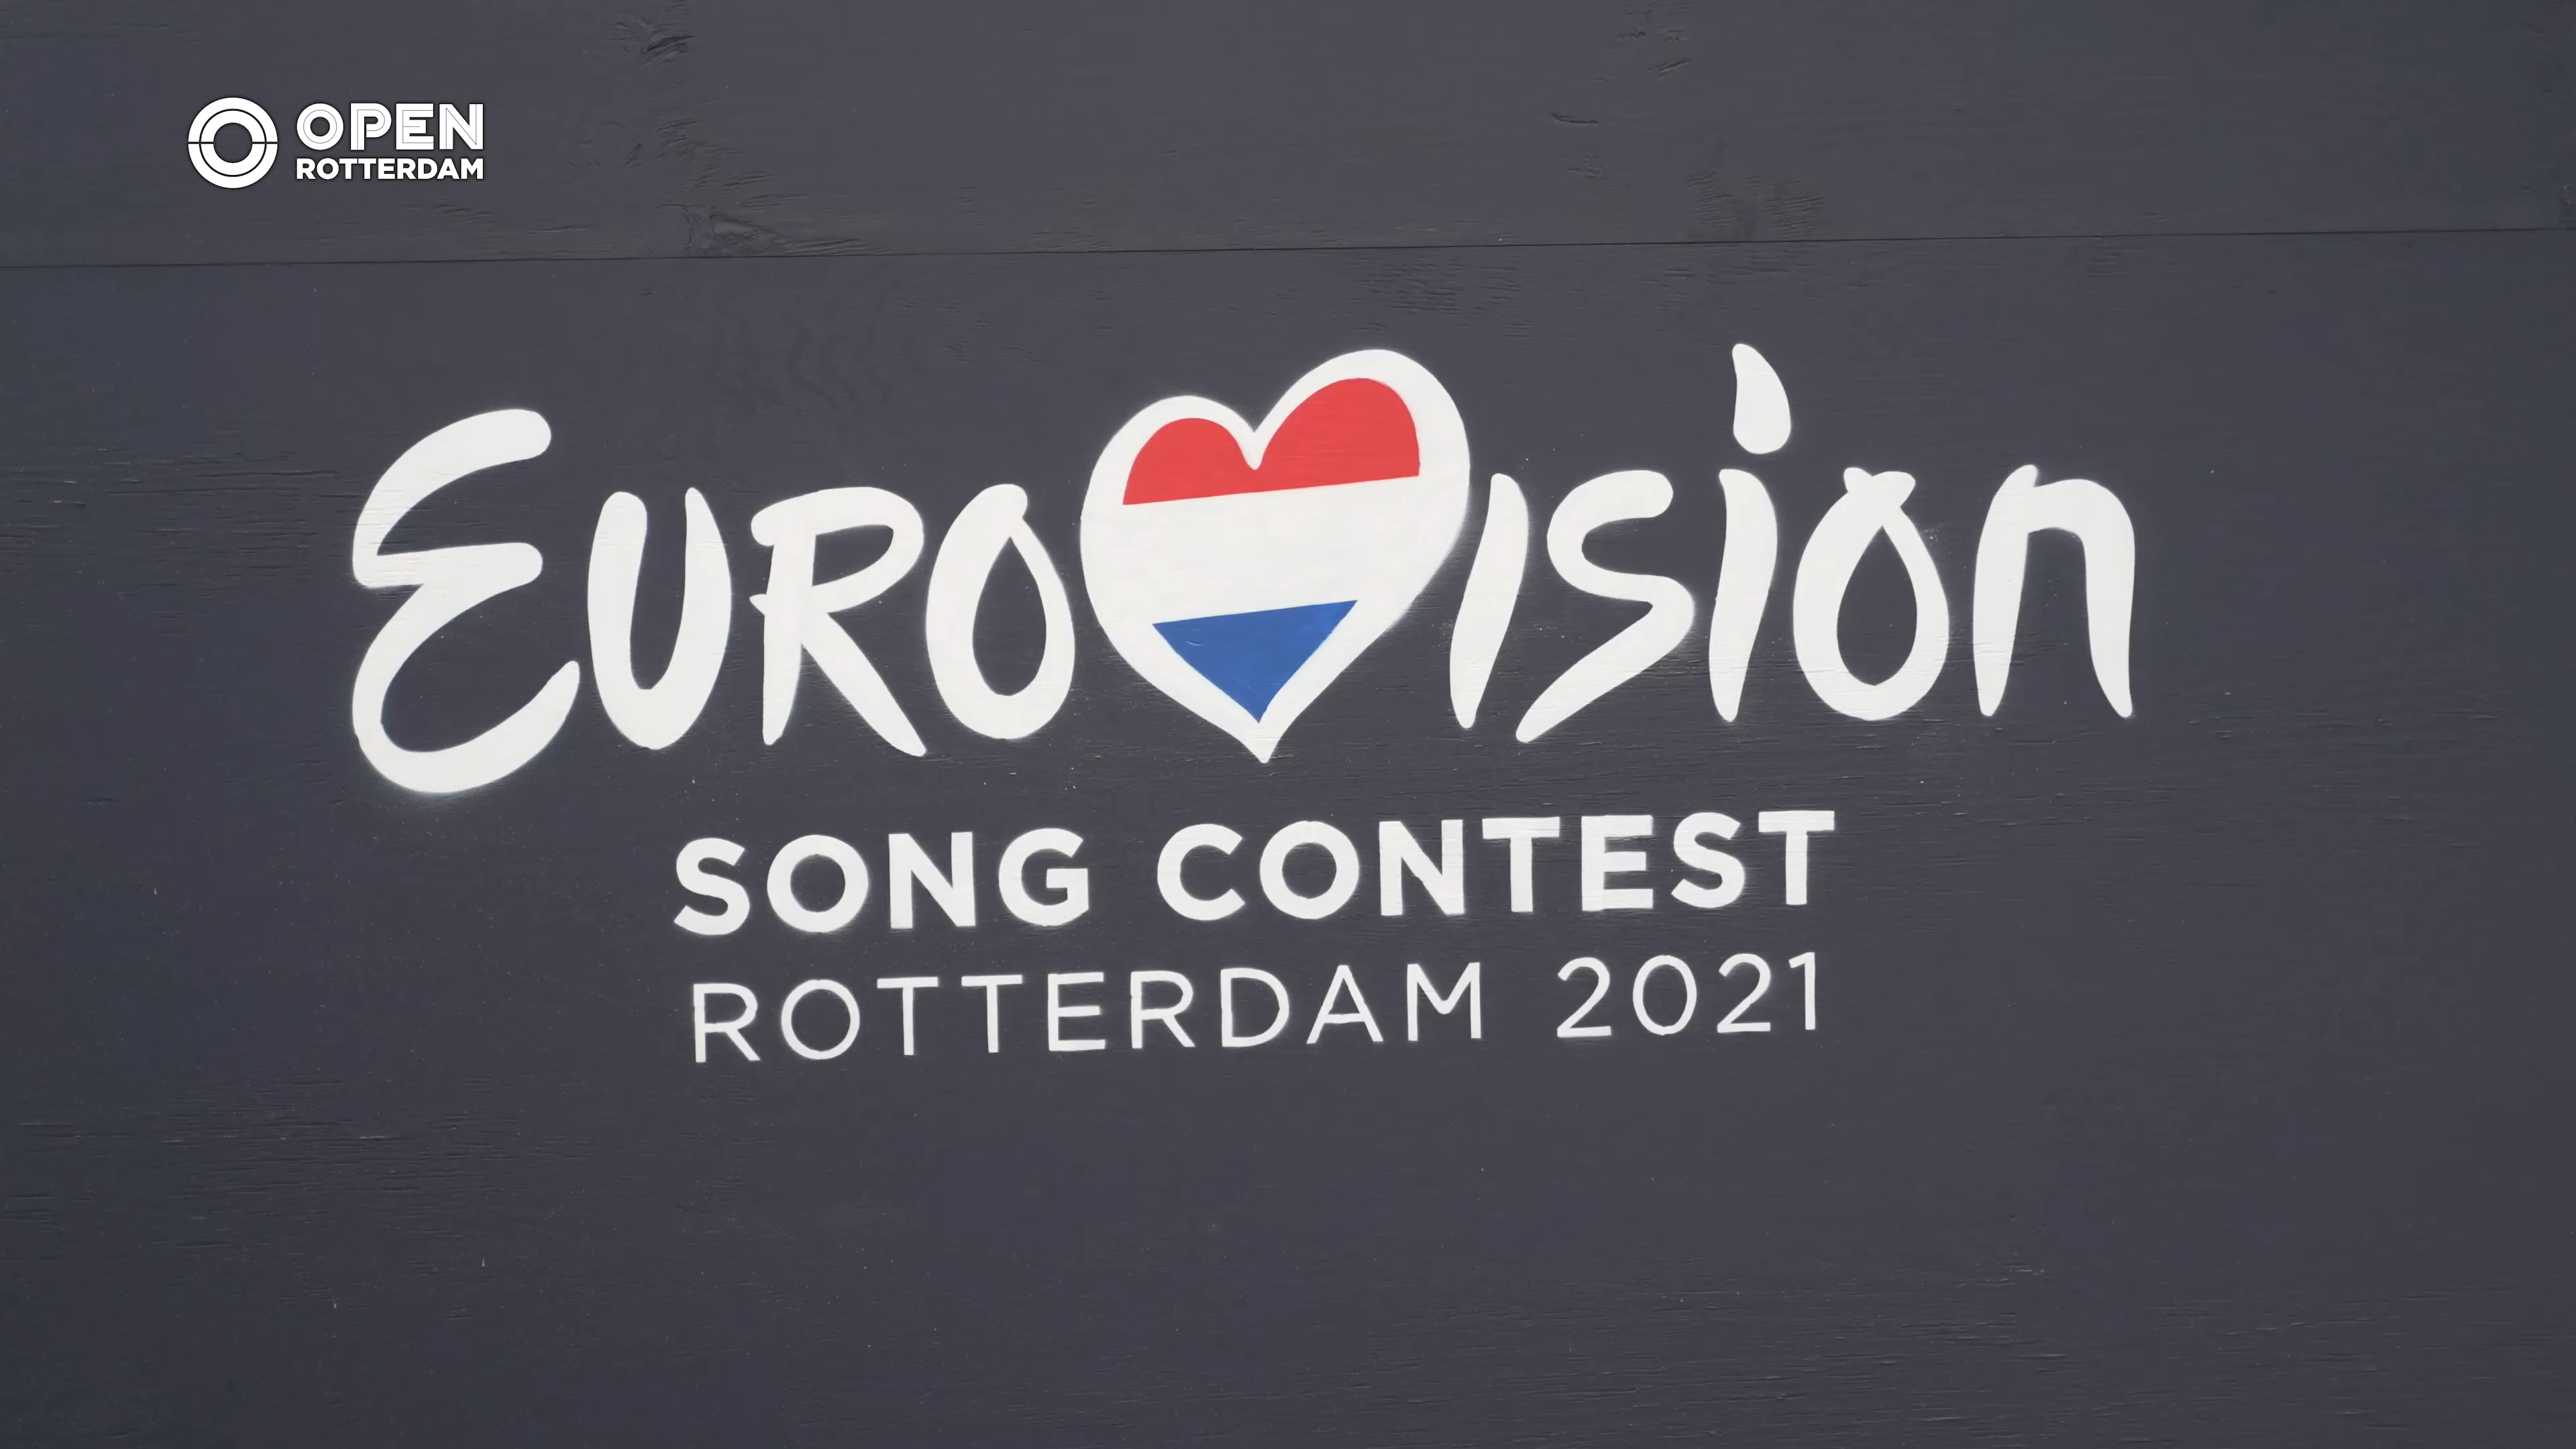 OPEN
ROTTERDAM
EUROVISION
SONG CONTEST
ROTTERDAM 2021